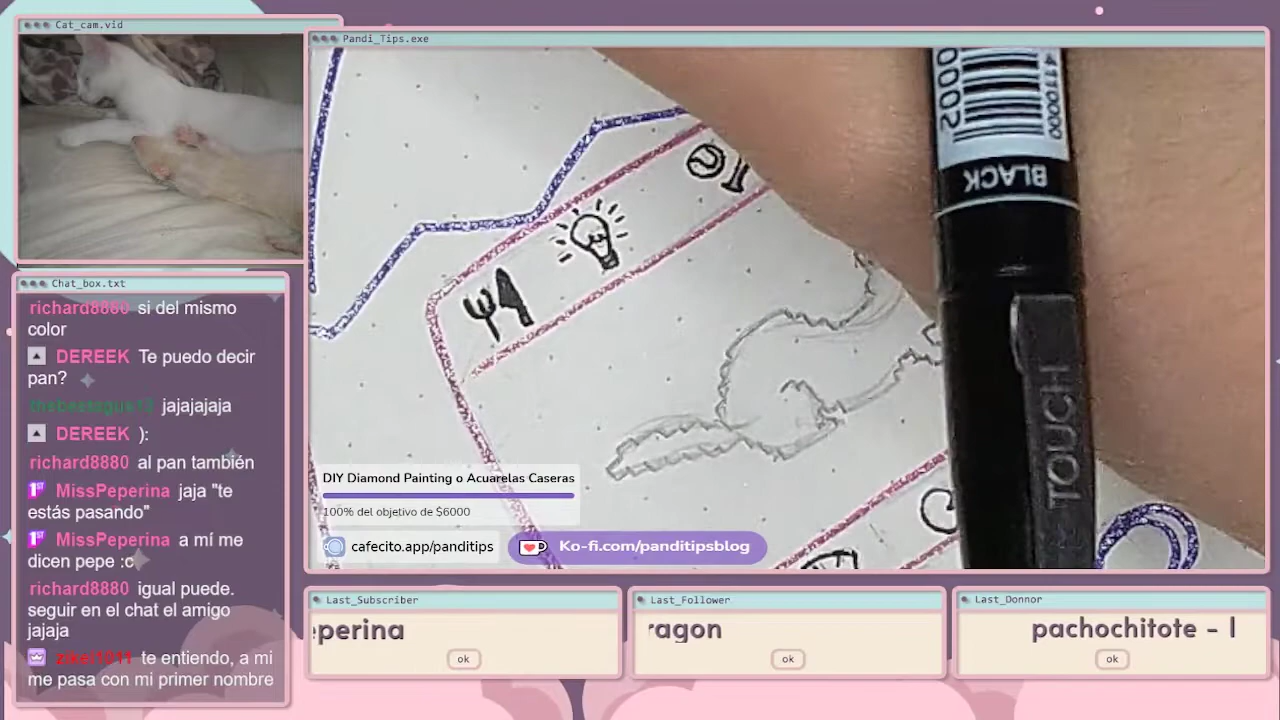 Cat_cam.vid
Pandi_Tips.exe
4110000
0002
BLACK
TOUCH
Chat_box.txt
richard8880 si del mismo
color
DEREEK Te puedo decir
pan?
jajajajaja
DEREEK ):
richard8880 al pan también
MissPeperina jaja "te
estás pasando"
MissPeperina a mí me
dicen pepe :c
richard8880 igual puede.
seguir en el chat el amigo
jajaja
zikel1011 te entiendo, a mi
me pasa con mi primer nombre
DIY Diamond Painting o Acuarelas Caseras
100% del objetivo de $6000
cafecito.app/panditips
Ko-fi.com/panditipsblog
Last_Subscriber
perina
ok
Last_Follower
ragon
ok
Last_Donnor
pachochitote - 
ok